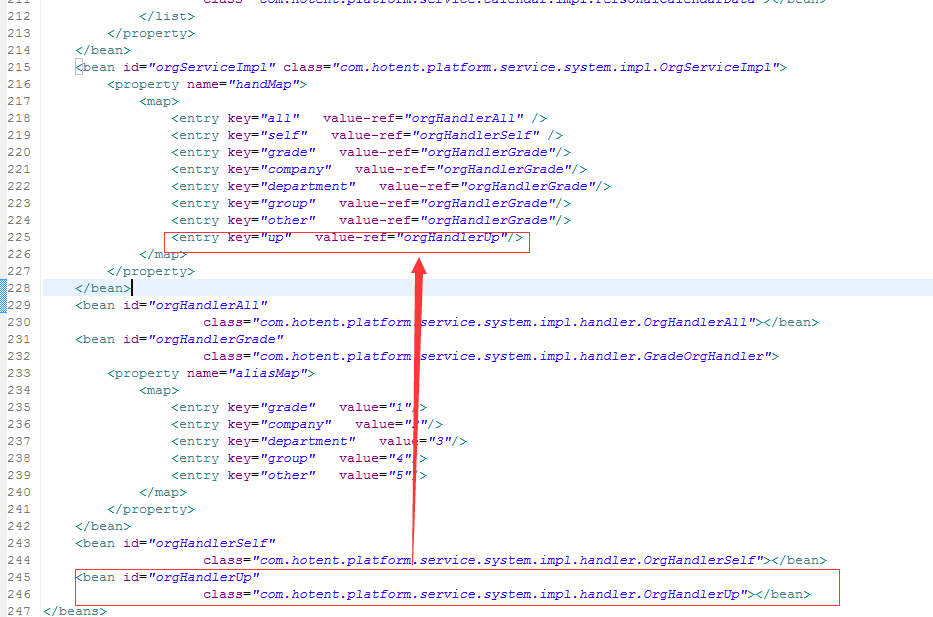 211 class="com.hotent.platform.service.calendar.impl.PersonalCalendarData"></bean>
212 </list>
213 </property>
214 </bean>
215 <bean id="orgServiceImpl" class="com.hotent.platform.service.system.impl.OrgServiceImpl">
216 <property name="handMap">
217 <map>
218 <entry key="all" value-ref="orgHandlerAll" />
219 <entry key="self" value-ref="orgHandlerSelf" />
220 <entry key="grade" value-ref="orgHandlerGrade"/>
221 <entry key="company" value-ref="orgHandlerGrade"/>
222 <entry key="department" value-ref="orgHandlerGrade"/>
223 <entry key="group" value-ref="orgHandlerGrade"/>
224 <entry key="other" value-ref="orgHandlerGrade"/>
225 <entry key="up" value-ref="orgHandlerUp"/>
226 </map>
227 </property>
228 </bean>
229 <bean id="orgHandlerAll"
230 class="com.hotent.platform.service.system.impl.handler.OrgHandlerAll"></bean>
231 <bean id="orgHandlerGrade"
232 class="com.hotent.platform.service.system.impl.handler.GradeOrgHandler">
233 <property name="aliasMap">
234 <map>
235 <entry key="grade" value="1"/>
236 <entry key="company" value="2"/>
237 <entry key="department" value="3"/>
238 <entry key="group" value="4"/>
239 <entry key="other" value="5"/>
240 </map>
241 </property>
242 </bean>
243 <bean id="orgHandlerSelf"
244 class="com.hotent.platform.service.system.impl.handler.OrgHandlerSelf"></bean>
245 <bean id="orgHandlerUp"
246 class="com.hotent.platform.service.system.impl.handler.OrgHandlerUp"></bean>
247 </beans>